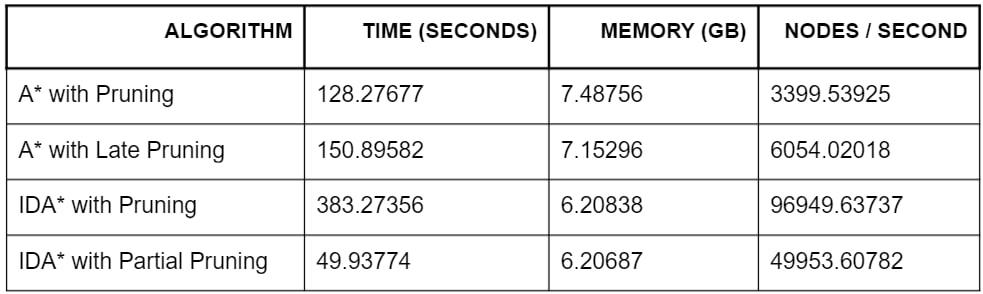 ALGORITHM TIME (SECONDS) MEMORY (GB) NODES / SECOND
A* with Pruning 128.27677 7.48756 3399.53925
A* with Late Pruning 150.89582 7.15296 6054.02018
IDA* with Pruning 383.27356 6.20838 96949.63737
IDA* with Partial Pruning 49.93774 6.20687 49953.60782